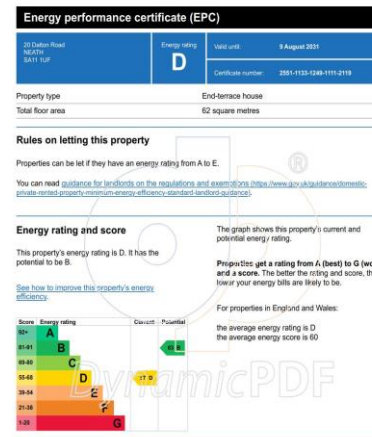 Energy performance certificate (EPC)
20 Dalton Road
NEATH
SA11 1UF
Energy rating
D
Valid until:
9 August 2031
Certificate number:
2551-1133-1249-1111-2119
Property type
End-terrace house
Total floor area
62 square metres
Rules on letting this property
Properties can be let if they have an energy rating from A to E.
You can read guidance for landlords on the regulations and exemptions (https://www.gov.uk/guidance/domestic-
private-rented-property-minimum-energy-efficiency-standard-landlord-guidance).
Energy rating and score
This property's energy rating is D. It has the
potential to be B.
See how to improve this property's energy
efficiency.
Score Energy rating Current Potential
92+ A
81-91 B
69-80 C
55-68 D
39-54 E
21-38 F
1-20 G
The graph shows this property's current and
potential energy rating.
Properties get a rating from A (best) to G (wo
and a score. The better the rating and score, th
lower your energy bills are likely to be.
For properties in England and Wales:
the average energy rating is D
the average energy score is 60
DynamicPDF